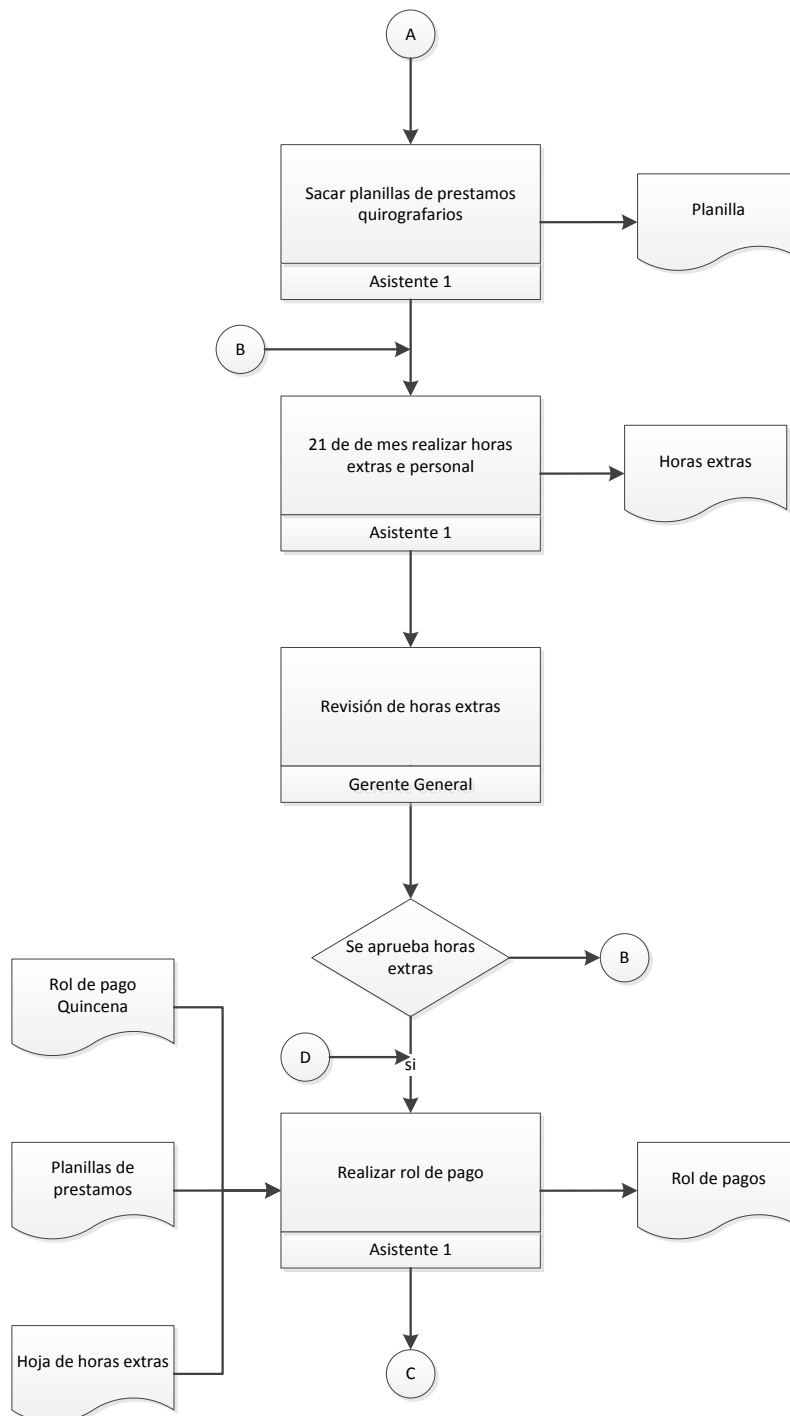 A
Sacar planillas de prestamos
quirografarios
Asistente 1
Planilla
B
21 de de mes realizar horas
extras e personal
Asistente 1
Horas extras
Revisión de horas extras
Gerente General
Se aprueba horas
extras
B
Rol de pago
Quincena
D
si
Planillas de
prestamos
Realizar rol de pago
Asistente 1
Rol de pagos
Hoja de horas extras
C